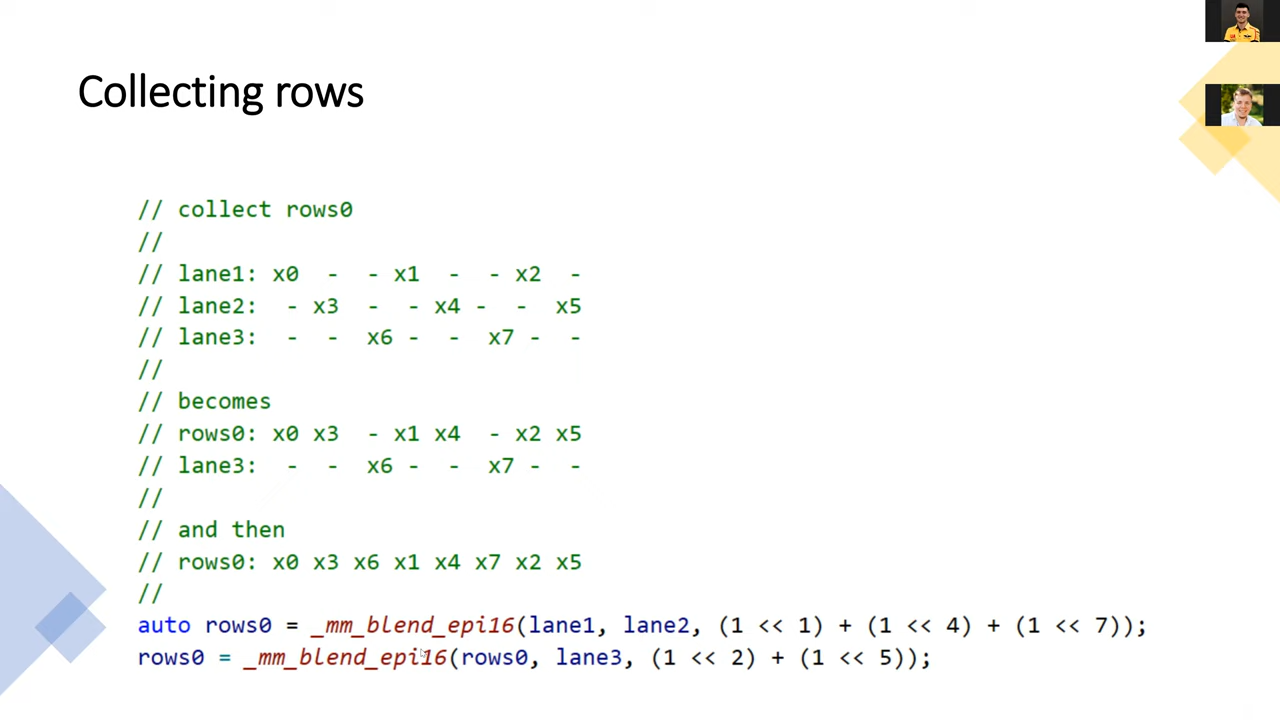 Collecting rows
// collect rows0
//
// lane1: x0 - - x1 - - x2 -
// lane2: - x3 - - x4 - - x5
// lane3: - - x6 - - x7 - -
//
// becomes
// rows0: x0 x3 - x1 x4 - x2 x5
// lane3: - - x6 - - x7 - -
//
// and then
// rows0: x0 x3 x6 x1 x4 x7 x2 x5
//
auto rows0 = _mm_blend_epi16(lane1, lane2, (1 << 1) + (1 << 4) + (1 << 7));
rows0 = _mm_blend_epi16(rows0, lane3, (1 << 2) + (1 << 5));